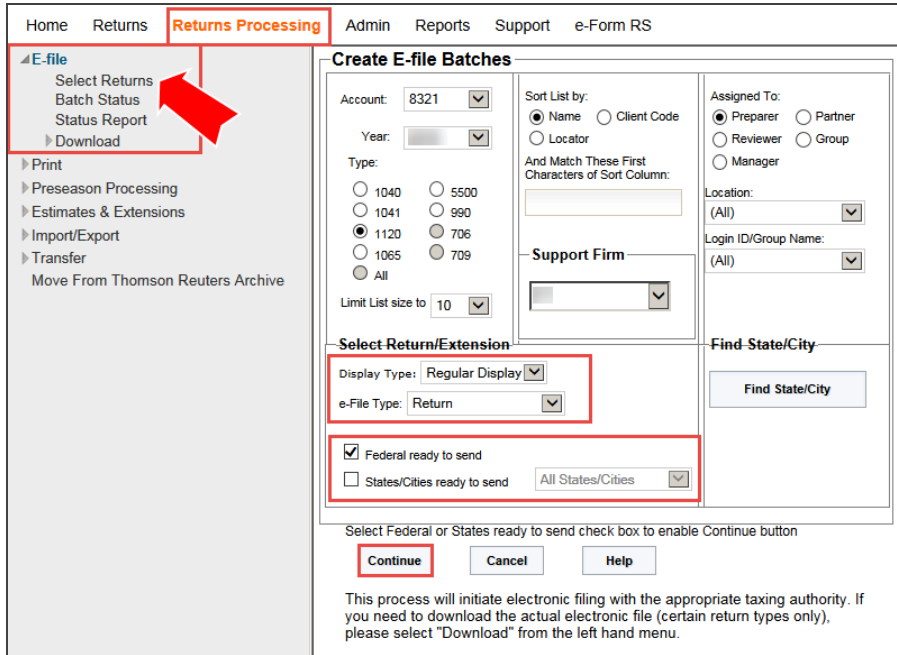 Home Returns Returns Processing Admin Reports Support e-Form RS
E-file
Select Returns
Batch Status
Status Report
Download
Print
Preseason Processing
Estimates & Extensions
Import/Export
Transfer
Move From Thomson Reuters Archive
Create E-file Batches
Account: 8321
Year:
Type:
1040 5500
1041 990
1120 706
1065 709
All
Limit List size to 10
Sort List by:
Name Client Code
Locator
And Match These First
Characters of Sort Column:
Support Firm
Assigned To:
Preparer Partner
Reviewer Group
Manager
Location:
(All)
Login ID/Group Name:
(All)
Select Return/Extension
Display Type: Regular Display
e-File Type: Return
Federal ready to send
States/Cities ready to send All States/Cities
Find State/City
Find State/City
Select Federal or States ready to send check box to enable Continue button
Continue Cancel Help
This process will initiate electronic filing with the appropriate taxing authority. If
you need to download the actual electronic file (certain return types only),
please select "Download" from the left hand menu.